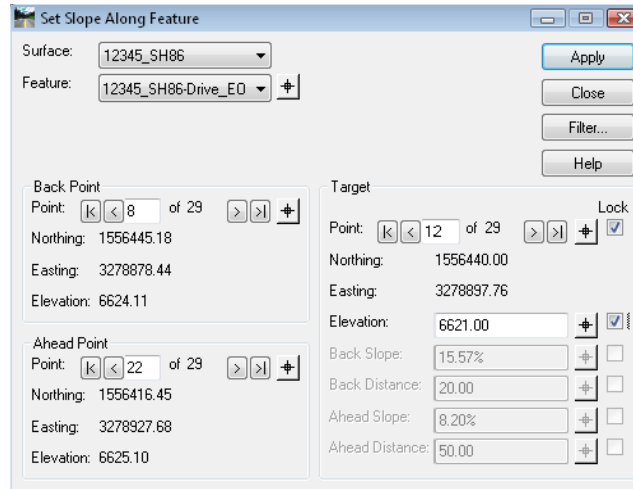 Set Slope Along Feature
Surface: 12345_SH86
Feature: 12345_SH86-Drive_EO
Apply
Close
Filter...
Help
Back Point
Point: 8 of 29
Northing: 1556445.18
Easting: 3278878.44
Elevation: 6624.11
Ahead Point
Point: 22 of 29
Northing: 1556416.45
Easting: 3278927.68
Elevation: 6625.10
Target
Lock
Point: 12 of 29
Northing: 1556440.00
Easting: 3278897.76
Elevation: 6621.00
Back Slope: 15.57%
Back Distance: 20.00
Ahead Slope: 8.20%
Ahead Distance: 50.00